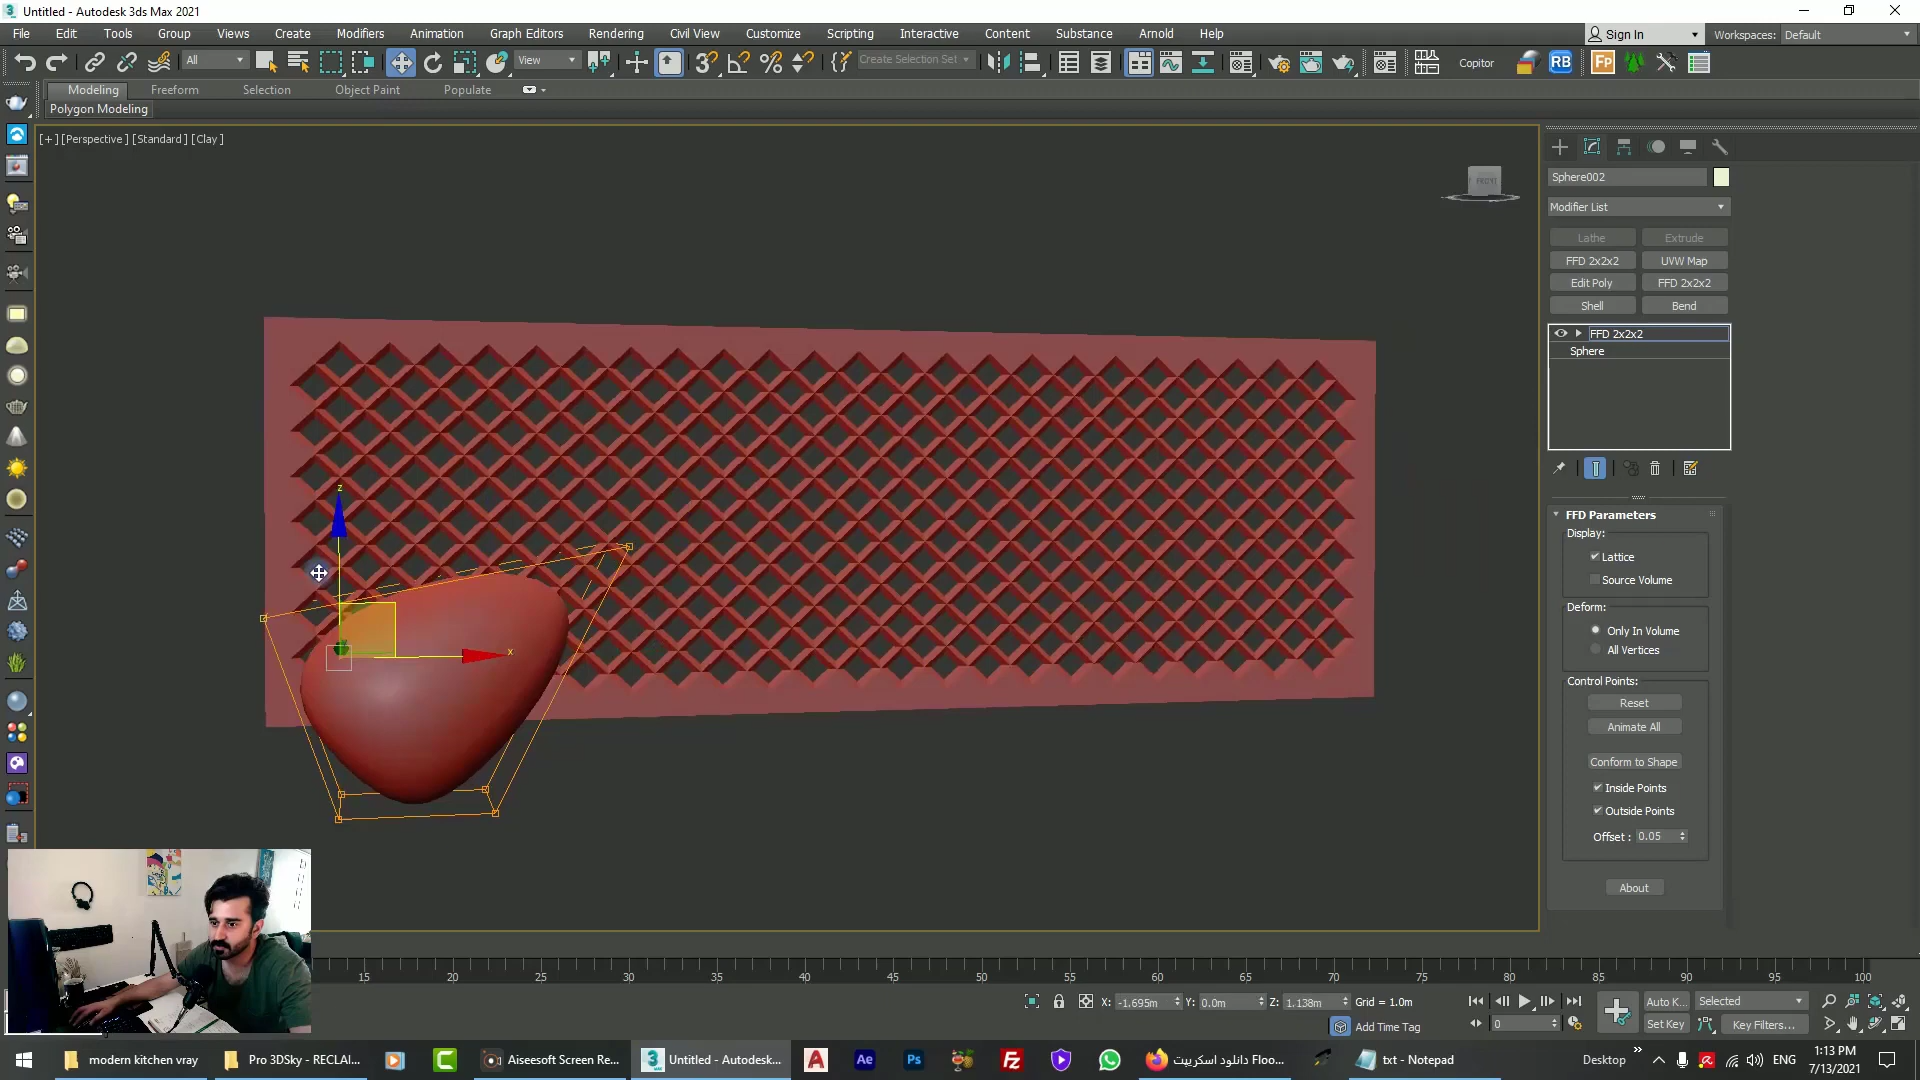 Untitled - Autodesk 3ds Max 2021
File Edit Tools Group Views Create Modifiers Animation Graph Editors Rendering Civil View Customize Scripting Interactive Content Substance Arnold Help
Sign In
Workspaces: Default
All
View
Create Selection Set
Copitor
RB
Fp
Modeling Freeform Selection Object Paint Populate
Polygon Modeling
[+] [Perspective ] [Standard ] [Clay ]
FRONT
z
x
Sphere002
Modifier List
Lathe Extrude
FFD 2x2x2 UVW Map
Edit Poly FFD 2x2x2
Shell Bend
FFD 2x2x2
Sphere
FFD Parameters
Display:
Lattice
Source Volume
Deform:
Only In Volume
All Vertices
Control Points:
Reset
Animate All
Conform to Shape
Inside Points
Outside Points
Offset : 0.05
About
15 20 25 30 35 40 45 50 55 60 65 70 75 80 85 90 95 100
X: -1.695m Y: 0.0m Z: 1.138m Grid = 1.0m
Add Time Tag
0
Auto K... Selected
Set Key Key Filters...
modern kitchen vray
Pro 3DSky - RECLAI...
Aiseesoft Screen Re...
Untitled - Autodesk...
Ae
Ps
Fz
دانلود اسکریپت Floo...
txt - Notepad
Desktop
ENG
1:13 PM
7/13/2021